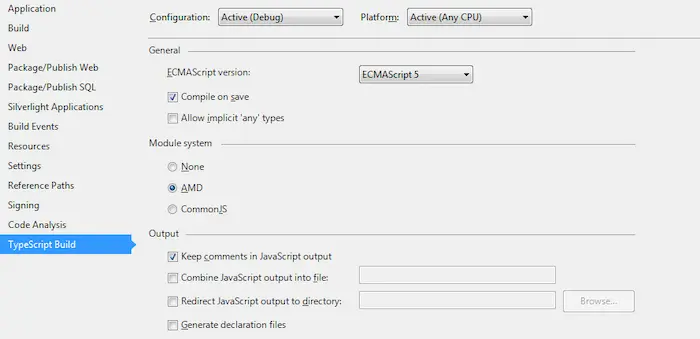 Application
Build
Web
Package/Publish Web
Package/Publish SQL
Silverlight Applications
Build Events
Resources
Settings
Reference Paths
Signing
Code Analysis
TypeScript Build
Configuration: Active (Debug) Platform: Active (Any CPU)
General
ECMAScript version: ECMAScript 5
Compile on save
Allow implicit 'any' types
Module system
None
AMD
CommonJS
Output
Keep comments in JavaScript output
Combine JavaScript output into file:
Redirect JavaScript output to directory: Browse...
Generate declaration files